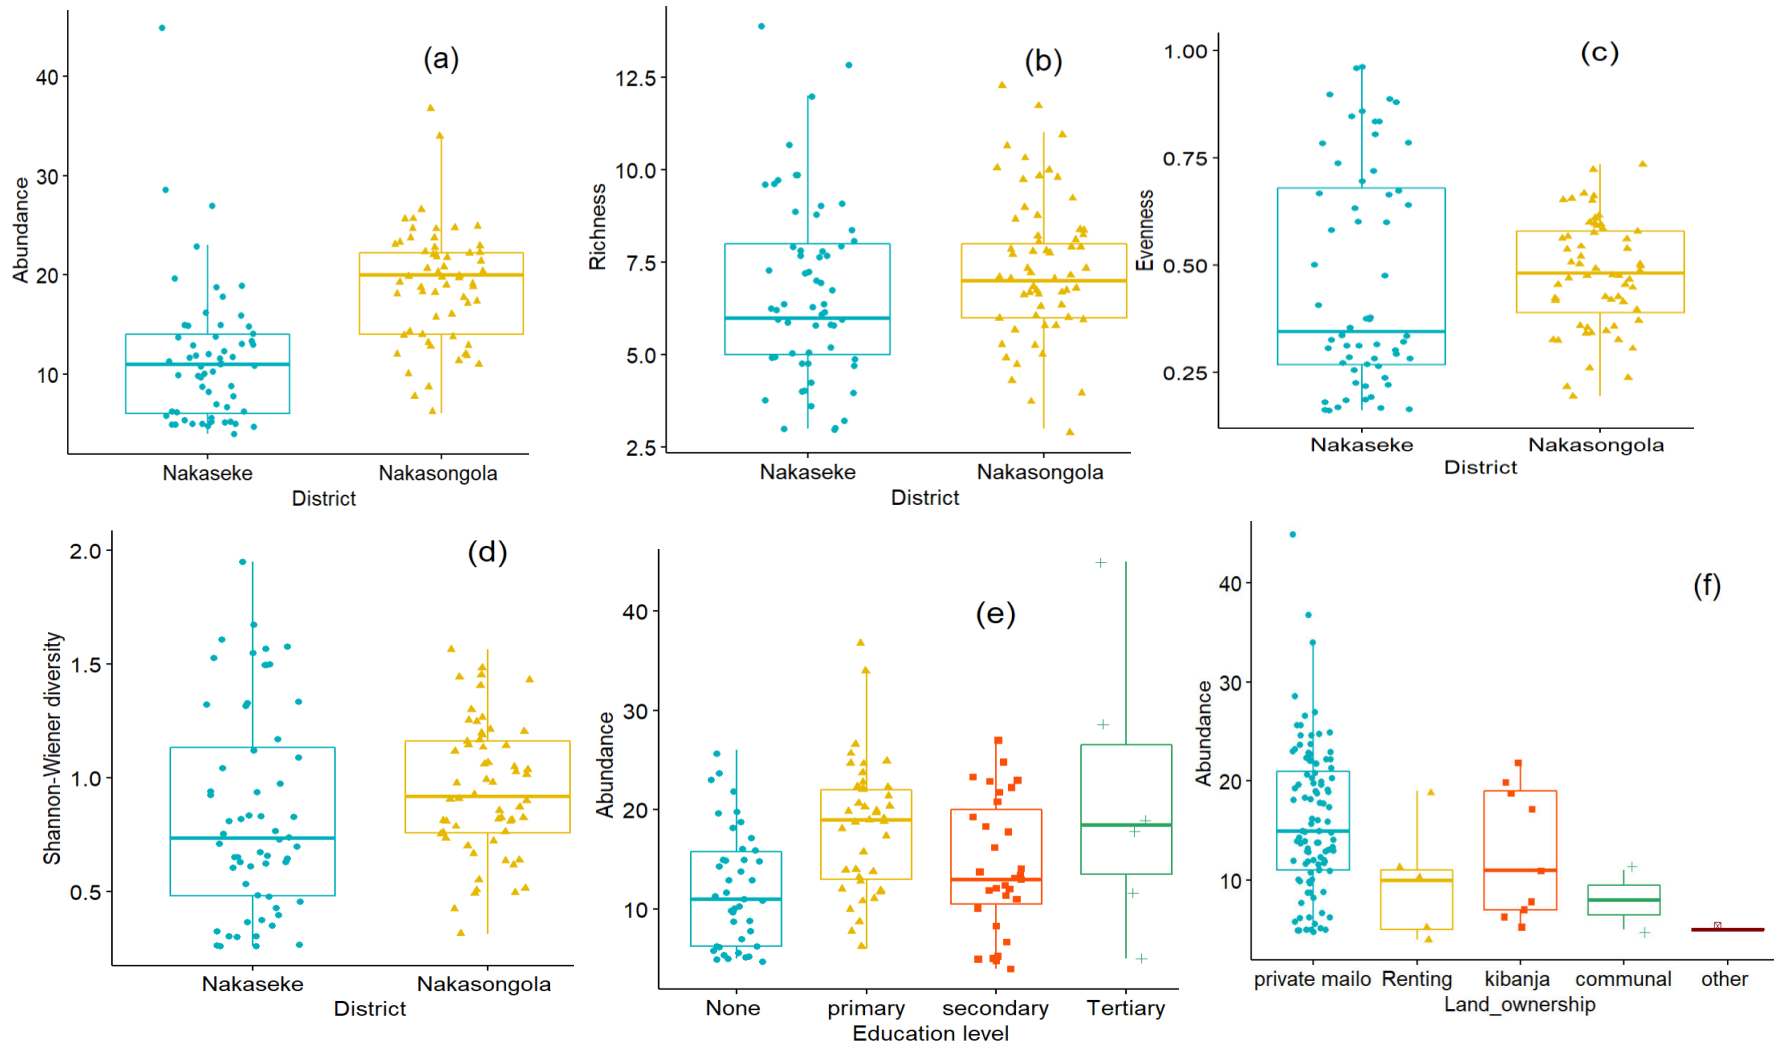 (a)
Abundance
40
30
20
10
Nakaseke Nakasongola
District
(b)
Richness
12.5
10.0
7.5
5.0
2.5
Nakaseke Nakasongola
District
(c)
Evenness
1.00
0.75
0.50
0.25
Nakaseke Nakasongola
District
(d)
Shannon-Wiener diversity
2.0
1.5
1.0
0.5
Nakaseke Nakasongola
District
(e)
Abundance
40
30
20
10
None primary secondary Tertiary
Education level
(f)
Abundance
40
30
20
10
private mailo Renting kibanja communal other
Land_ownership